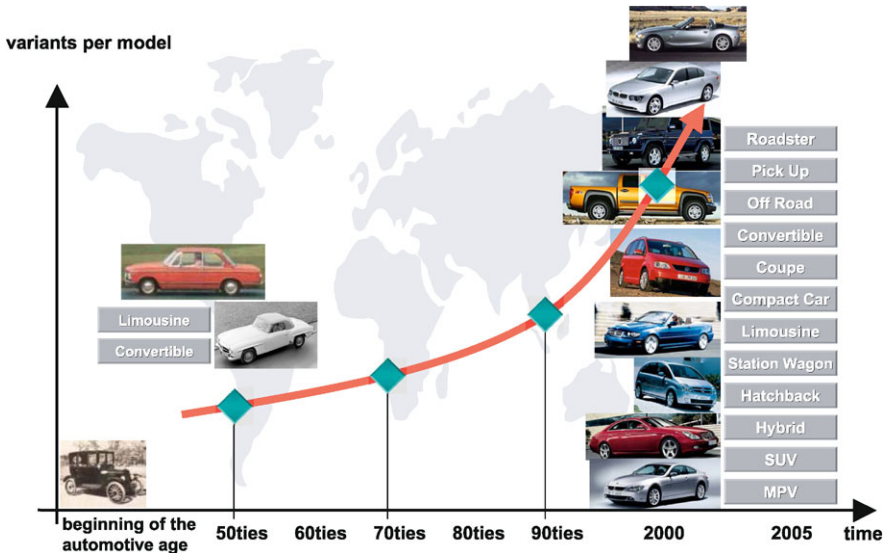 variants per model
Roadster
Pick Up
Off Road
Convertible
Coupe
Compact Car
Limousine
Station Wagon
Hatchback
Hybrid
SUV
MPV
Limousine
Convertible
beginning of the
automotive age
50ties
60ties
70ties
80ties
90ties
2000
2005
time